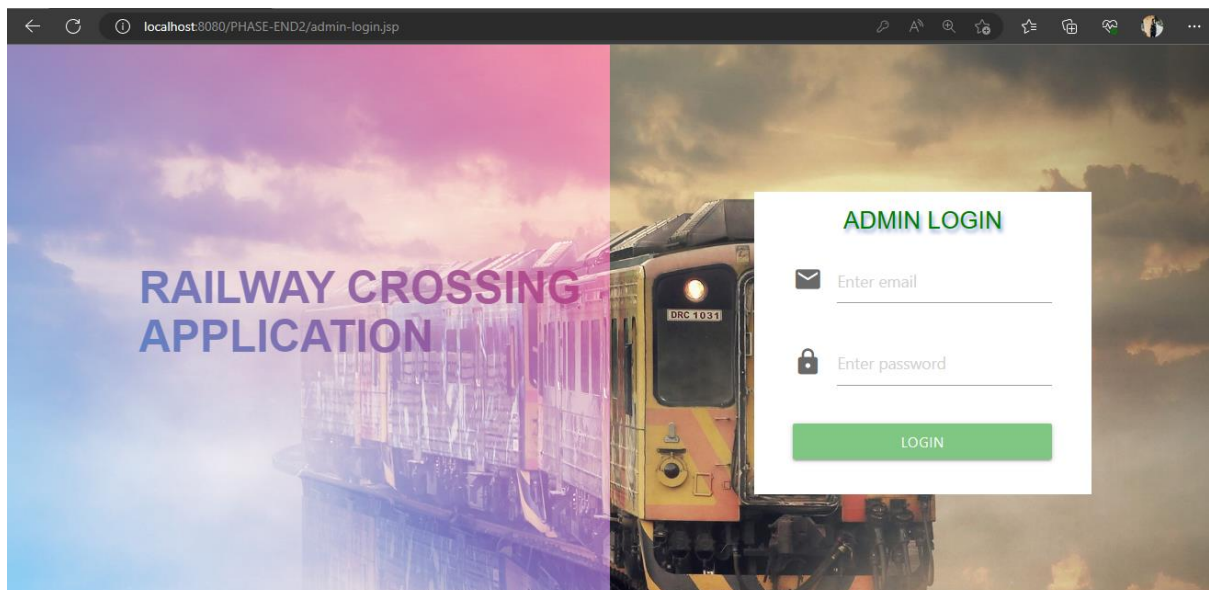 localhost:8080/PHASE-END2/admin-login.jsp
RAILWAY CROSSING
APPLICATION
DRC 1031
ADMIN LOGIN
Enter email
Enter password
LOGIN